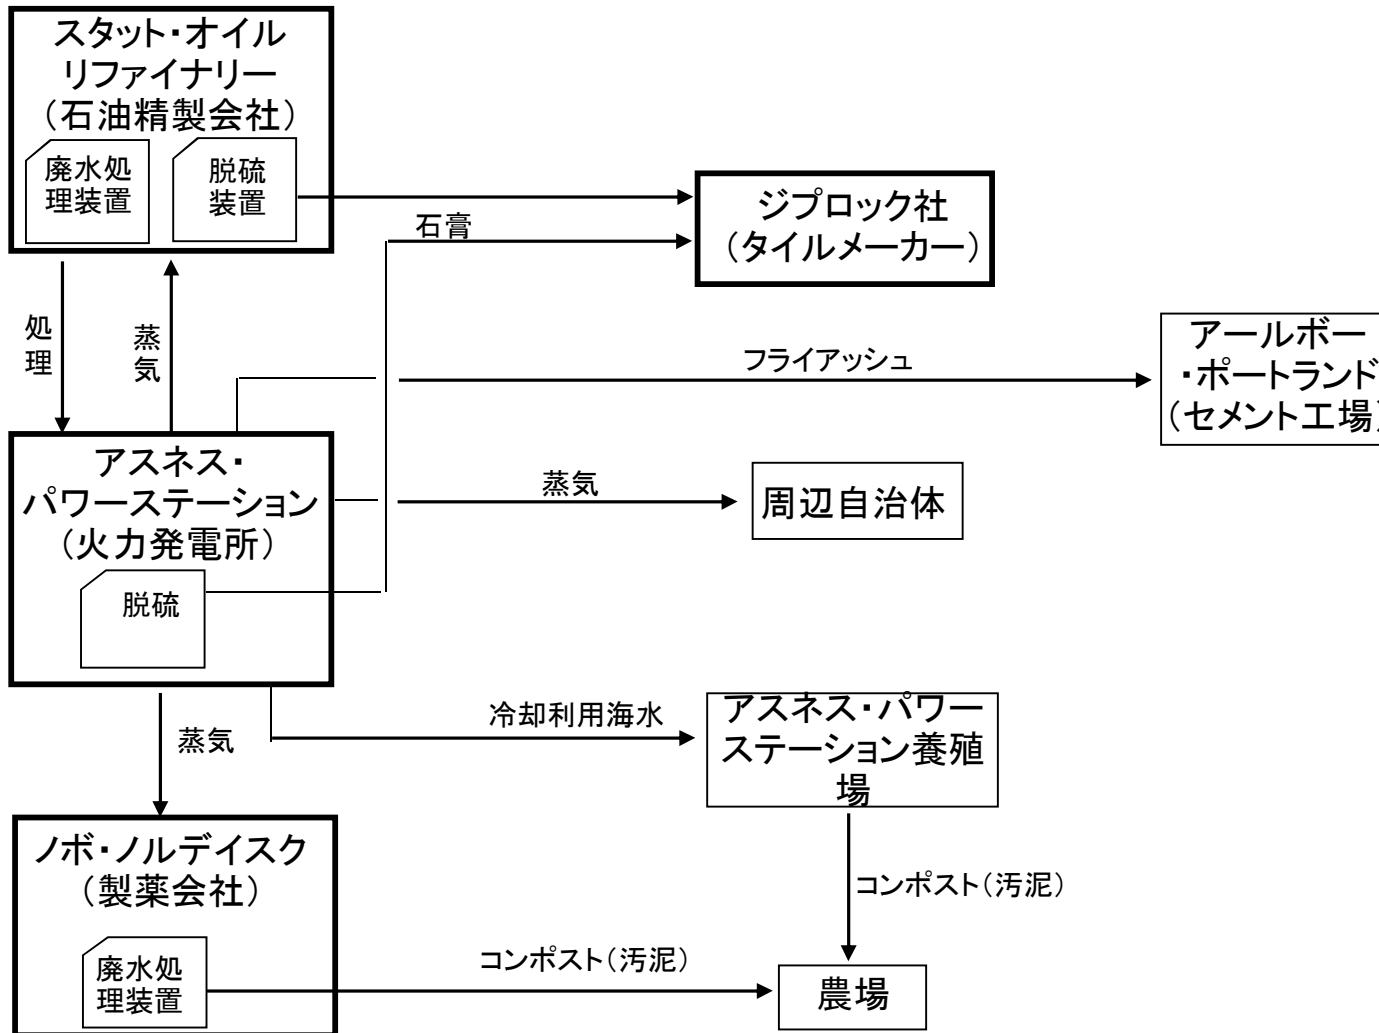 スタット・オイル
リファイナリー
（石油精製会社）
廃水処
理装置
脱硫
装置
石膏
ジプロック社
（タイルメーカー）
処
理
蒸
気
フライアッシュ
アールボー
・ポートランド
（セメント工場）
アスネス・
パワーステーション
（火力発電所）
脱硫
蒸気
周辺自治体
蒸気
冷却利用海水
アスネス・パワー
ステーション養殖
場
ノボ・ノルデイスク
（製薬会社）
廃水処
理装置
コンポスト（汚泥）
コンポスト（汚泥）
農場